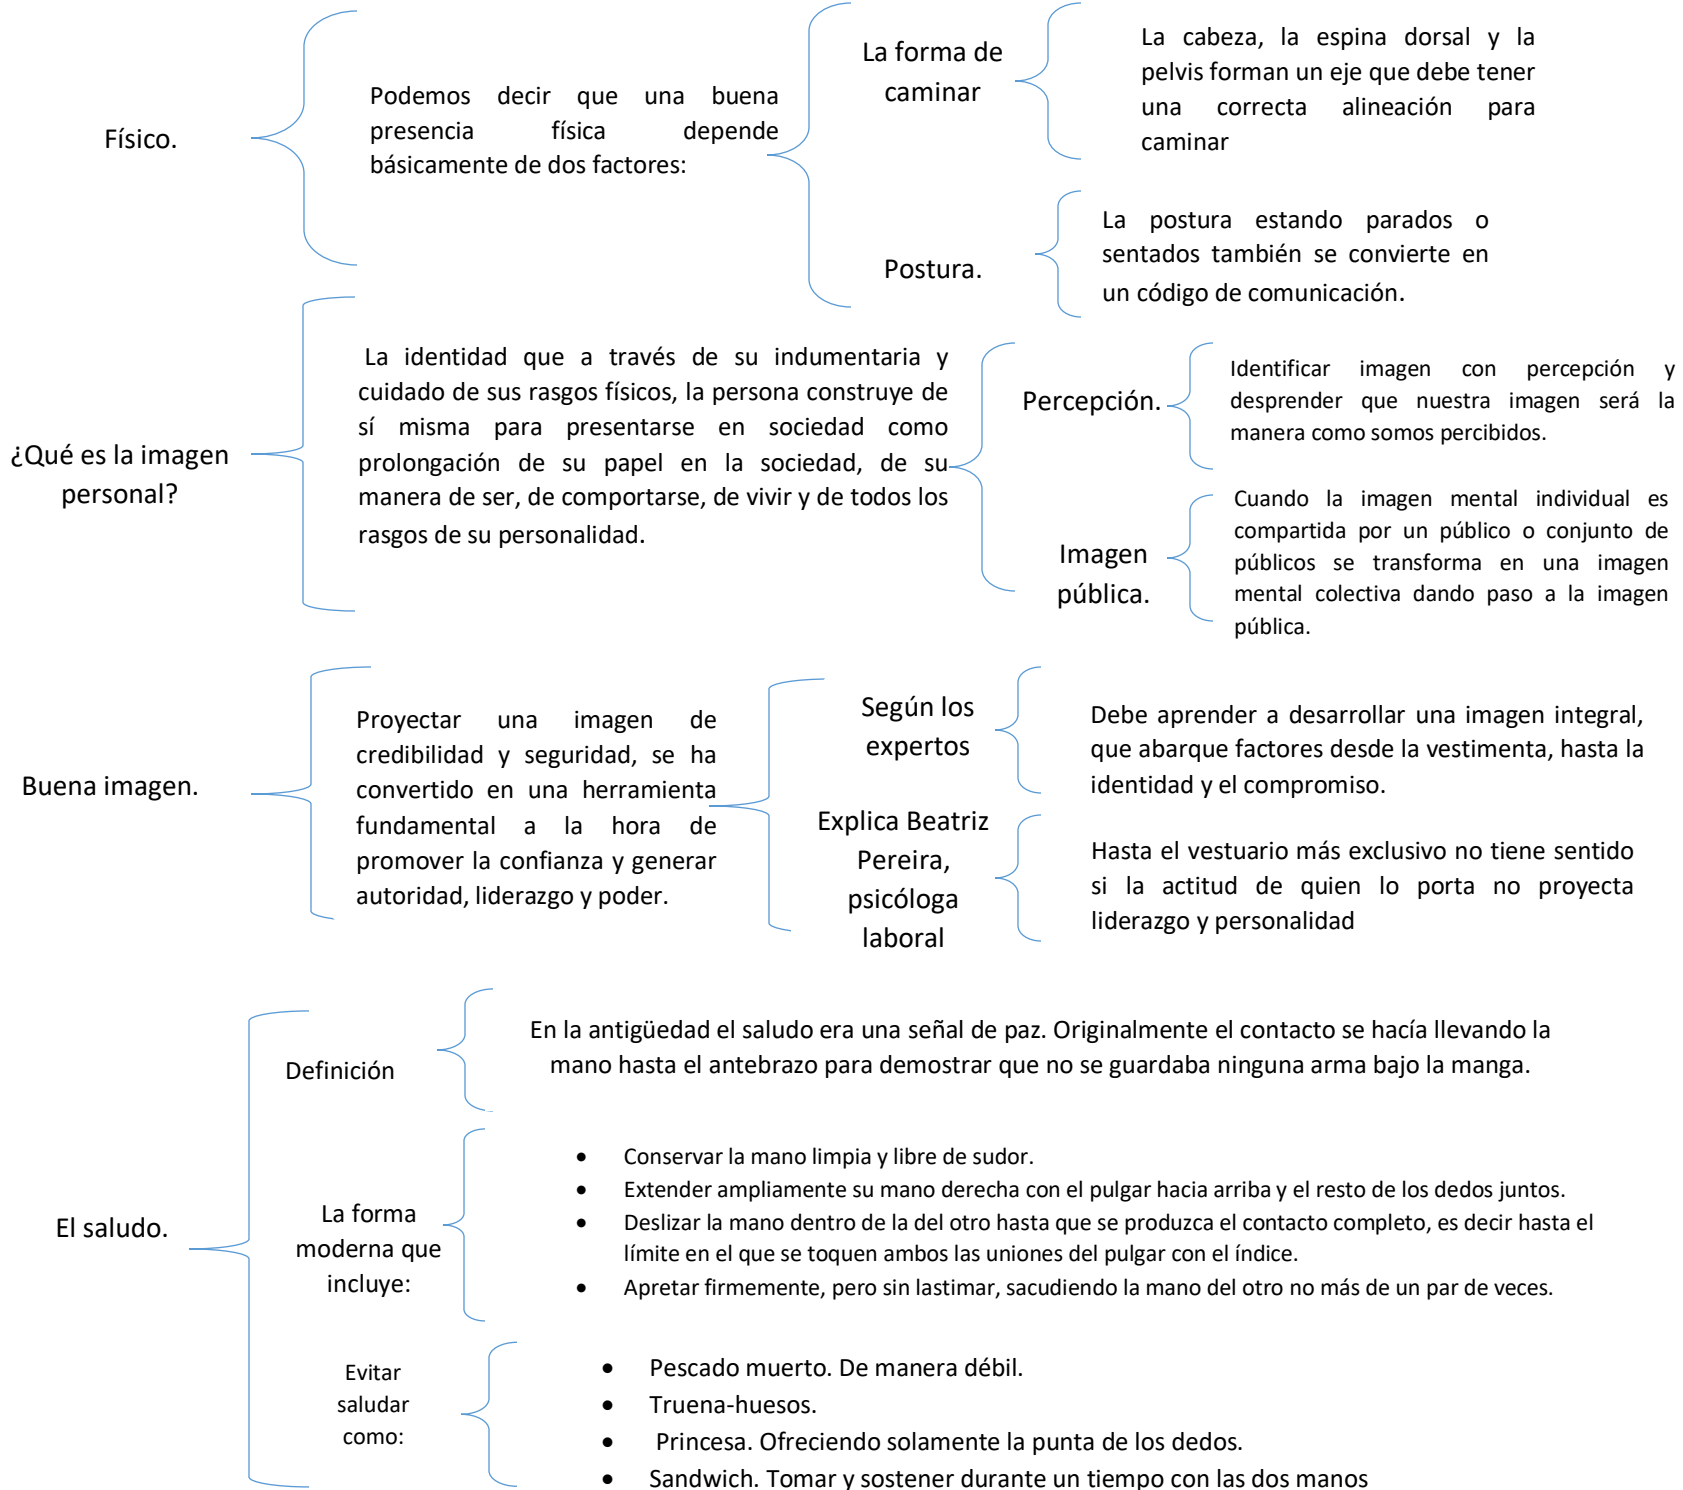 Físico.
Podemos decir que una buena
presencia física depende
básicamente de dos factores:
La forma de
caminar
La cabeza, la espina dorsal y la
pelvis forman un eje que debe tener
una correcta alineación para
caminar
Postura.
La postura estando parados o
sentados también se convierte en
un código de comunicación.
¿Qué es la imagen
personal?
La identidad que a través de su indumentaria y
cuidado de sus rasgos físicos, la persona construye de
sí misma para presentarse en sociedad como
prolongación de su papel en la sociedad, de su
manera de ser, de comportarse, de vivir y de todos los
rasgos de su personalidad.
Percepción.
Identificar imagen con percepción y
desprender que nuestra imagen será la
manera como somos percibidos.
Imagen
pública.
Cuando la imagen mental individual es
compartida por un público o conjunto de
públicos se transforma en una imagen
mental colectiva dando paso a la imagen
pública.
Buena imagen.
Proyectar una imagen de
credibilidad y seguridad, se ha
convertido en una herramienta
fundamental a la hora de
promover la confianza y generar
autoridad, liderazgo y poder.
Según los
expertos
Debe aprender a desarrollar una imagen integral,
que abarque factores desde la vestimenta, hasta la
identidad y el compromiso.
Explica Beatriz
Pereira,
psicóloga
laboral
Hasta el vestuario más exclusivo no tiene sentido
si la actitud de quien lo porta no proyecta
liderazgo y personalidad
El saludo.
Definición
En la antigüedad el saludo era una señal de paz. Originalmente el contacto se hacía llevando la
mano hasta el antebrazo para demostrar que no se guardaba ninguna arma bajo la manga.
La forma
moderna que
incluye:
• Conservar la mano limpia y libre de sudor.
• Extender ampliamente su mano derecha con el pulgar hacia arriba y el resto de los dedos juntos.
• Deslizar la mano dentro de la del otro hasta que se produzca el contacto completo, es decir hasta el
límite en el que se toquen ambos las uniones del pulgar con el índice.
• Apretar firmemente, pero sin lastimar, sacudiendo la mano del otro no más de un par de veces.
Evitar
saludar
como:
• Pescado muerto. De manera débil.
• Truena-huesos.
• Princesa. Ofreciendo solamente la punta de los dedos.
• Sandwich. Tomar y sostener durante un tiempo con las dos manos